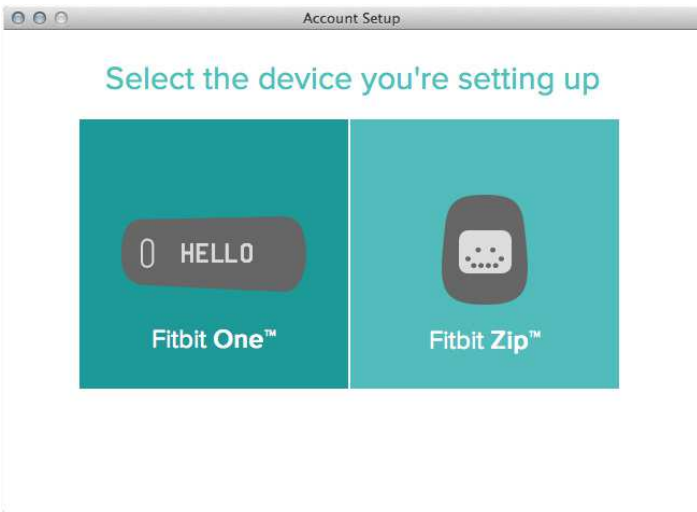 Account Setup
Select the device you're setting up
HELLO
Fitbit One™
Fitbit Zip™